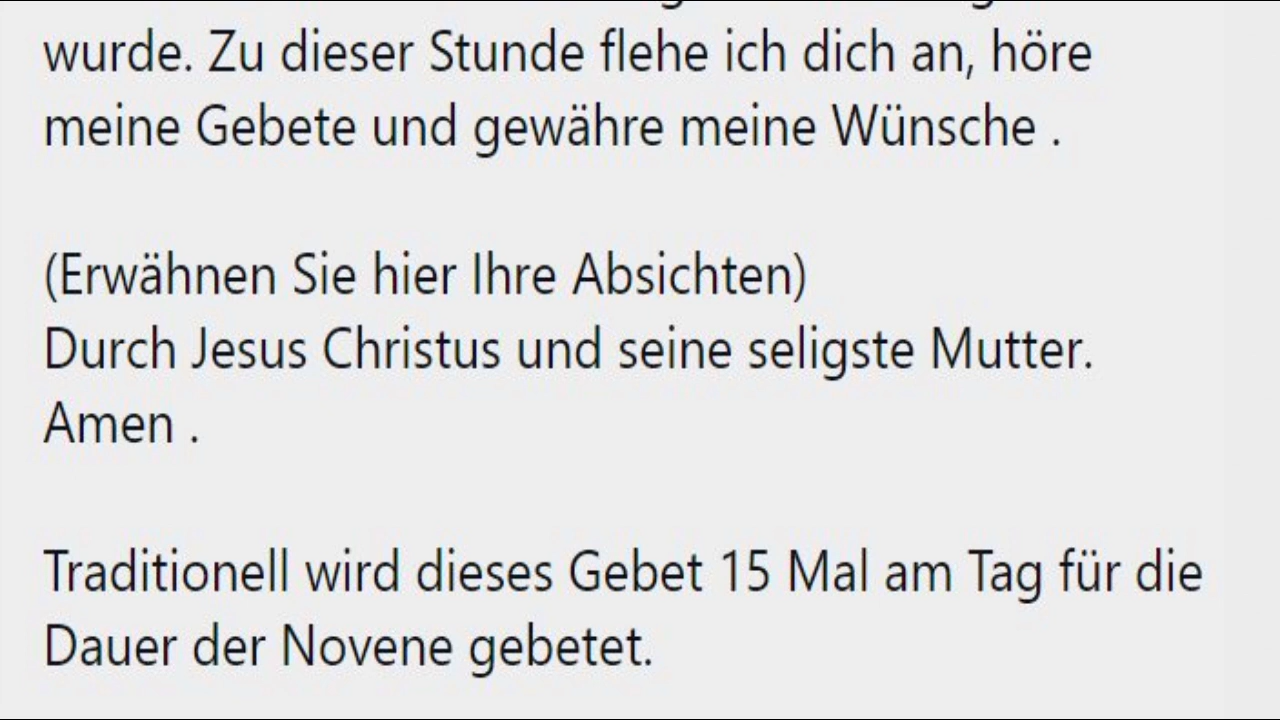 wurde. Zu dieser Stunde flehe ich dich an, höre
meine Gebete und gewähre meine Wünsche .
(Erwähnen Sie hier Ihre Absichten)
Durch Jesus Christus und seine seligste Mutter.
Amen .
Traditionell wird dieses Gebet 15 Mal am Tag für die
Dauer der Novene gebetet.